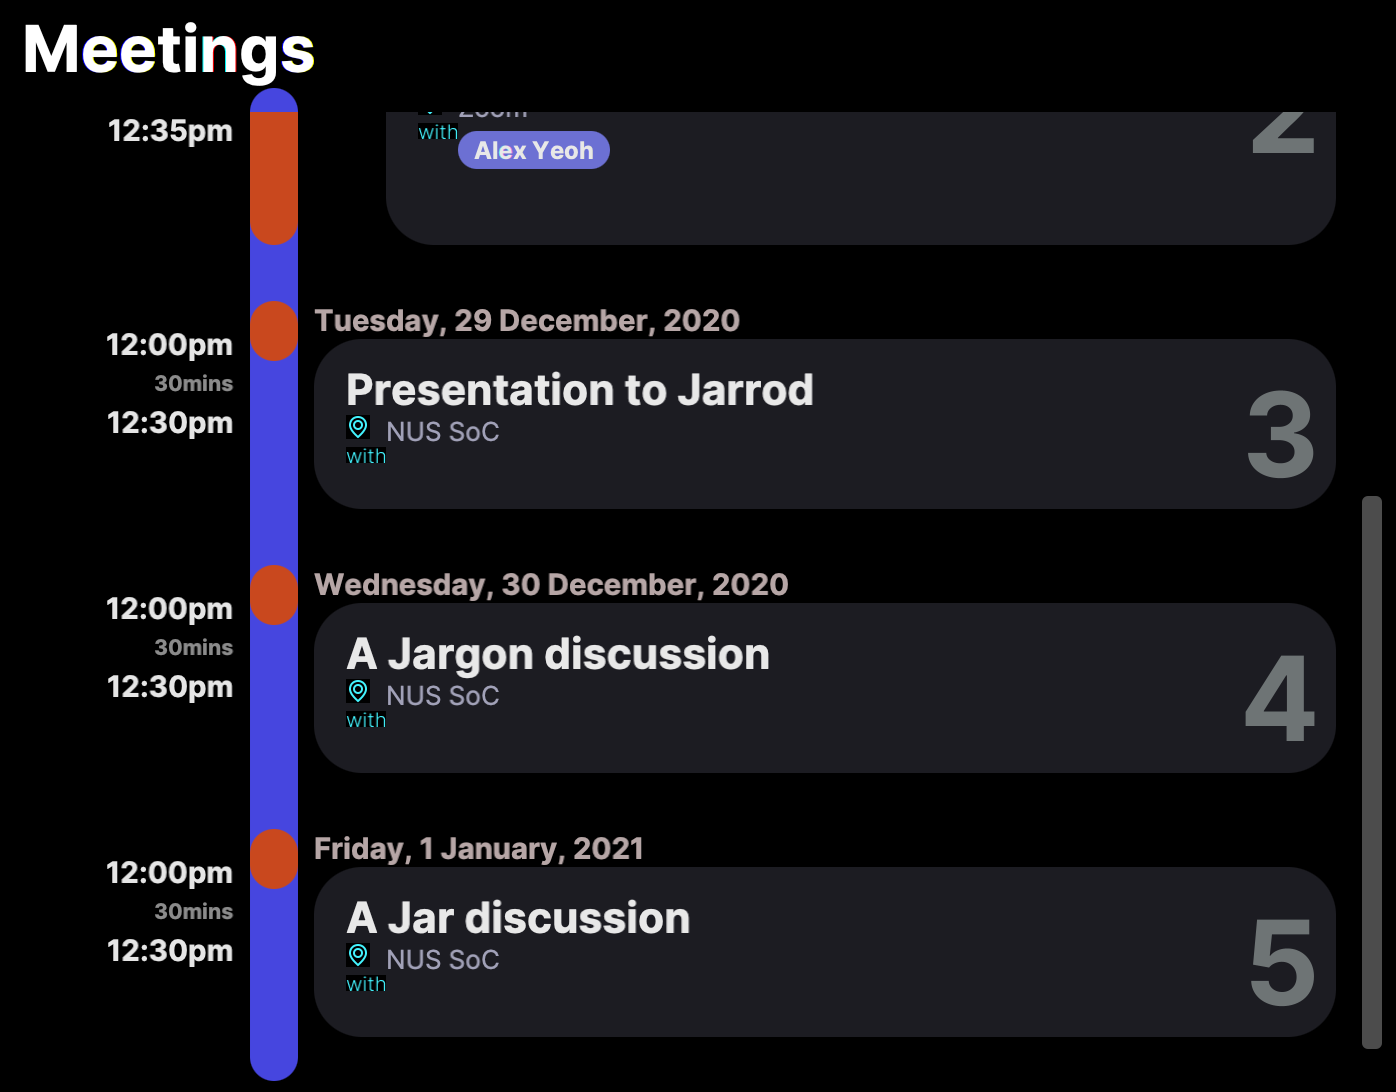 Meetings
12:35pm
Zoom
with
Alex Yeoh
2
Tuesday, 29 December, 2020
12:00pm
30mins
12:30pm
Presentation to Jarrod
NUS SoC
with
3
Wednesday, 30 December, 2020
12:00pm
30mins
12:30pm
A Jargon discussion
NUS SoC
with
4
Friday, 1 January, 2021
12:00pm
30mins
12:30pm
A Jar discussion
NUS SoC
with
5